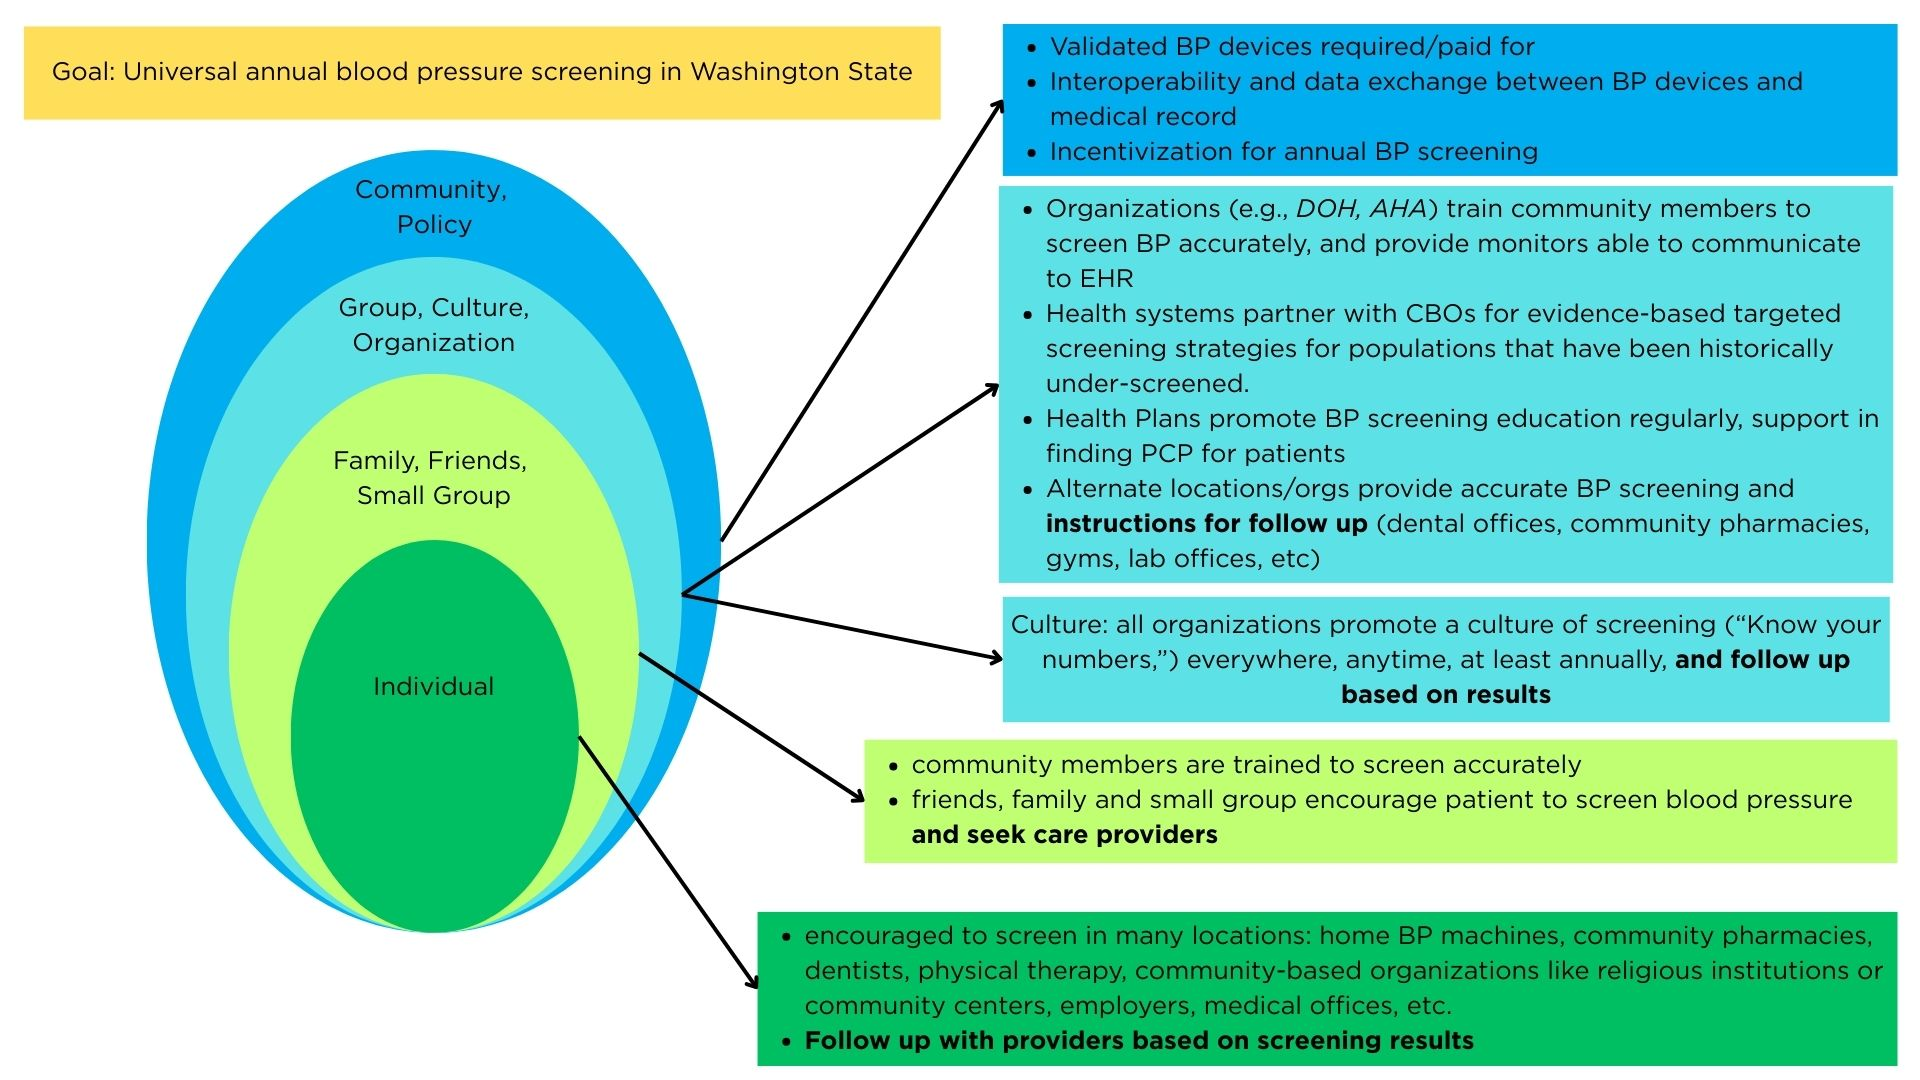 Goal: Universal annual blood pressure screening in Washington State
Community,
Policy
Group, Culture,
Organization
Family, Friends,
Small Group
Individual
• Validated BP devices required/paid for
• Interoperability and data exchange between BP devices and
medical record
• Incentivization for annual BP screening
• Organizations (e.g., DOH, AHA) train community members to
screen BP accurately, and provide monitors able to communicate
to EHR
• Health systems partner with CBOs for evidence-based targeted
screening strategies for populations that have been historically
under-screened.
• Health Plans promote BP screening education regularly, support in
finding PCP for patients
• Alternate locations/orgs provide accurate BP screening and
instructions for follow up (dental offices, community pharmacies,
gyms, lab offices, etc)
Culture: all organizations promote a culture of screening (“Know your
numbers,”) everywhere, anytime, at least annually, and follow up
based on results
• community members are trained to screen accurately
• friends, family and small group encourage patient to screen blood pressure
and seek care providers
• encouraged to screen in many locations: home BP machines, community pharmacies,
dentists, physical therapy, community-based organizations like religious institutions or
community centers, employers, medical offices, etc.
• Follow up with providers based on screening results